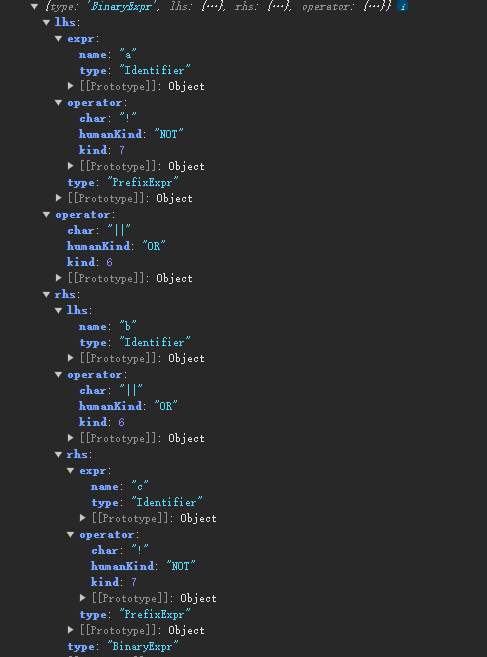 ▼ {type: 'BinaryExpr', lhs: {…}, rhs: {…}, operator: {…}} i
▼ lhs:
▼ expr:
name: "a"
type: "Identifier"
▶ [[Prototype]]: Object
▼ operator:
char: "!"
humanKind: "NOT"
kind: 7
▶ [[Prototype]]: Object
type: "PrefixExpr"
▶ [[Prototype]]: Object
▼ operator:
char: "||"
humanKind: "OR"
kind: 6
▶ [[Prototype]]: Object
▼ rhs:
▼ lhs:
name: "b"
type: "Identifier"
▶ [[Prototype]]: Object
▼ operator:
char: "||"
humanKind: "OR"
kind: 6
▶ [[Prototype]]: Object
▼ rhs:
▼ expr:
name: "c"
type: "Identifier"
▶ [[Prototype]]: Object
▼ operator:
char: "!"
humanKind: "NOT"
kind: 7
▶ [[Prototype]]: Object
type: "PrefixExpr"
▶ [[Prototype]]: Object
type: "BinaryExpr"